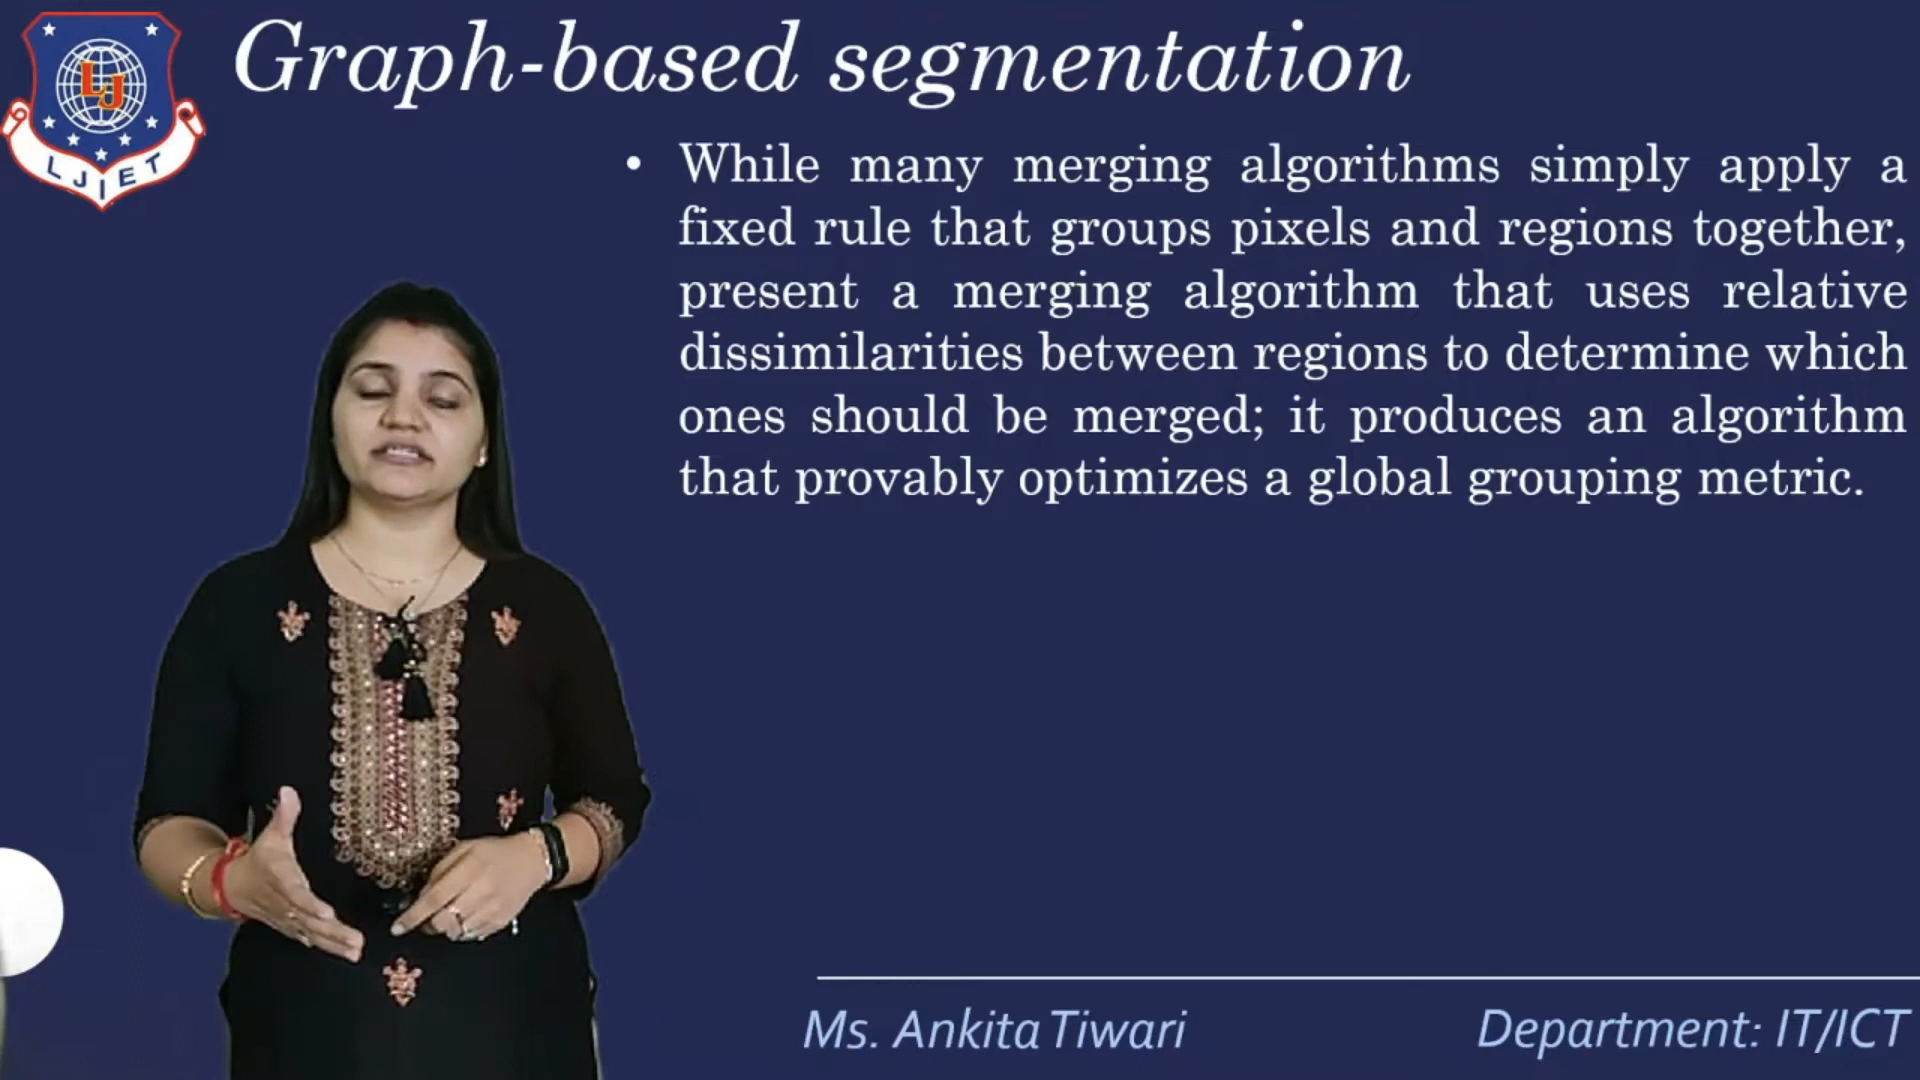 Graph-based segmentation
LJ
LJIET
• While many merging algorithms simply apply a
fixed rule that groups pixels and regions together,
present a merging algorithm that uses relative
dissimilarities between regions to determine which
ones should be merged; it produces an algorithm
that provably optimizes a global grouping metric.
Ms. Ankita Tiwari
Department: IT/ICT